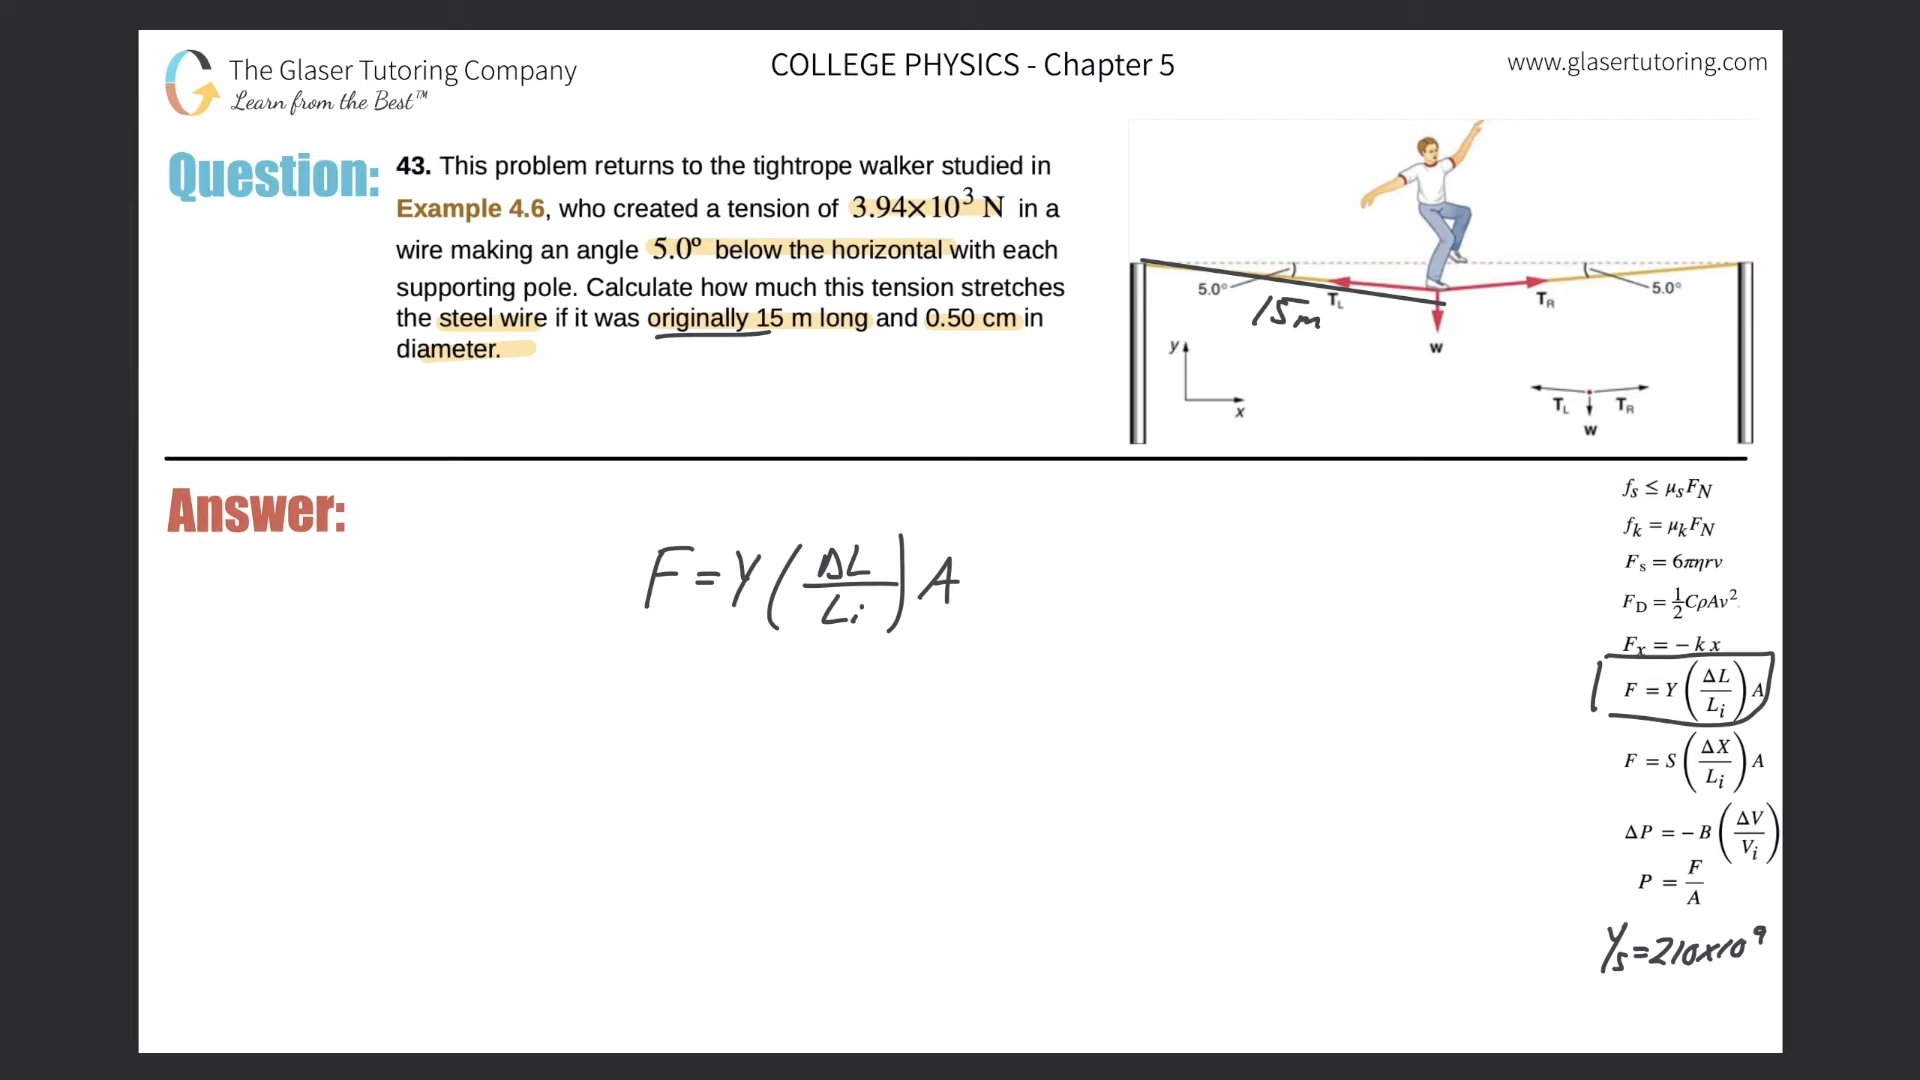 The Glaser Tutoring Company
Learn from the Best™
COLLEGE PHYSICS - Chapter 5
www.glasertutoring.com
Question:
43. This problem returns to the tightrope walker studied in
Example 4.6, who created a tension of 3.94×10³ N in a
wire making an angle 5.0º below the horizontal with each
supporting pole. Calculate how much this tension stretches
the steel wire if it was originally 15 m long and 0.50 cm in
diameter.
5.0°
T_L
T_R
5.0°
15m
w
y
x
T_L
T_R
w
Answer:
F=Y(ΔL/Li)A
f_s ≤ μ_s F_N
f_k = μ_k F_N
F_s = 6πηrv
F_D = ½CρAv²
F_x = − k x
F = Y (ΔL/L_i) A
F = S (ΔX/L_i) A
ΔP = − B (ΔV/V_i)
P = F/A
Y_s=210x10⁹